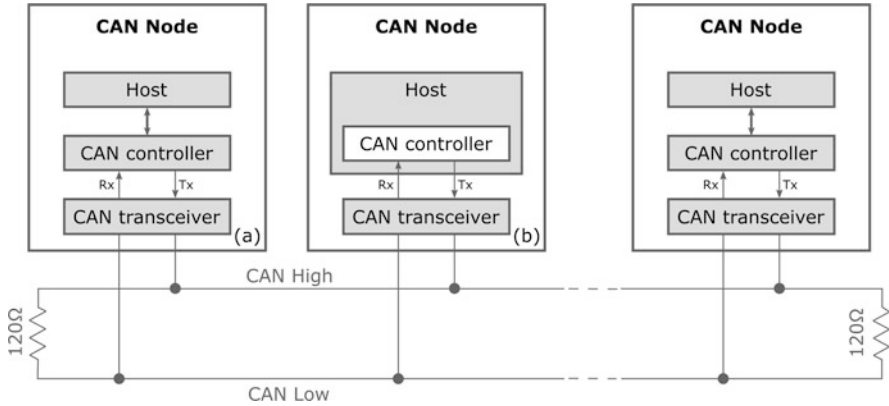 CAN Node
Host
CAN controller
Rx
Tx
CAN transceiver
(a)
CAN Node
Host
CAN controller
Rx
Tx
CAN transceiver
(b)
CAN Node
Host
CAN controller
Rx
Tx
CAN transceiver
CAN High
120Ω
120Ω
CAN Low